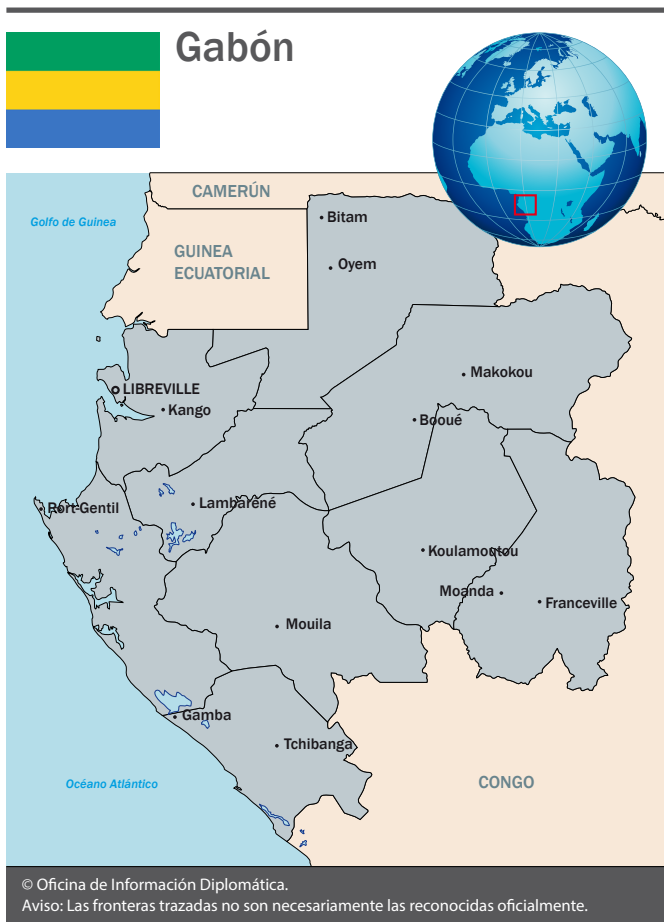 Gabón
CAMERÚN
Golfo de Guinea
Bitam
GUINEA
ECUATORIAL
Oyem
Makokou
LIBREVILLE
Kango
Booué
Lambaréné
Port-Gentil
Koulamoutou
Moanda
Franceville
Mouila
Gamba
Tchibanga
Océano Atlántico
CONGO
© Oficina de Información Diplomática.
Aviso: Las fronteras trazadas no son necesariamente las reconocidas oficialmente.